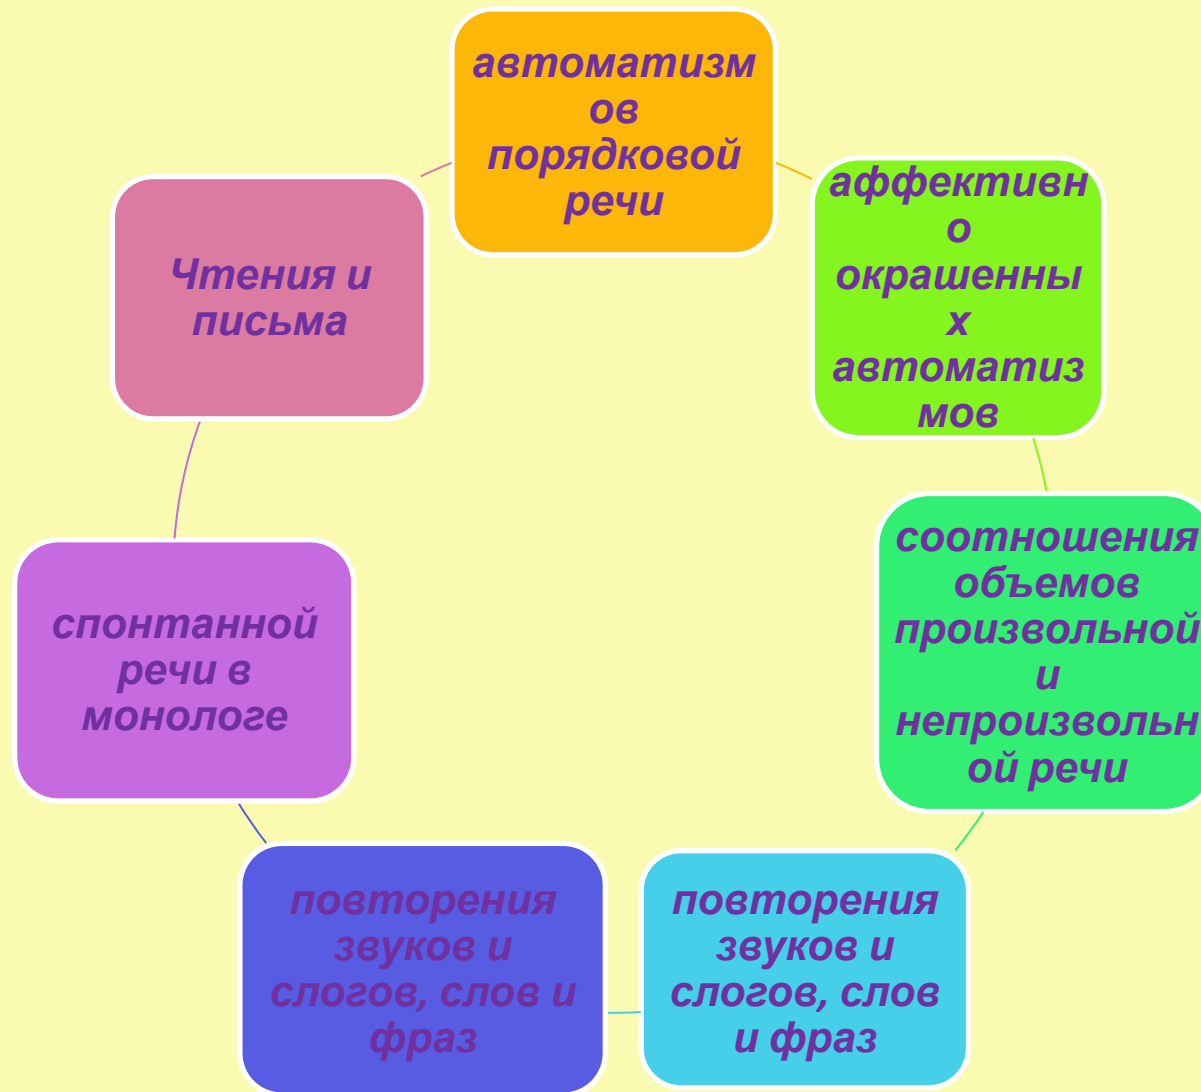 автоматизм
ов
порядковой
речи
аффективн
о
окрашенны
х
автоматиз
мов
соотношения
объемов
произвольной
и
непроизвольн
ой речи
повторения
звуков и
слогов, слов
и фраз
повторения
звуков и
слогов, слов и
фраз
спонтанной
речи в
монологе
Чтения и
письма